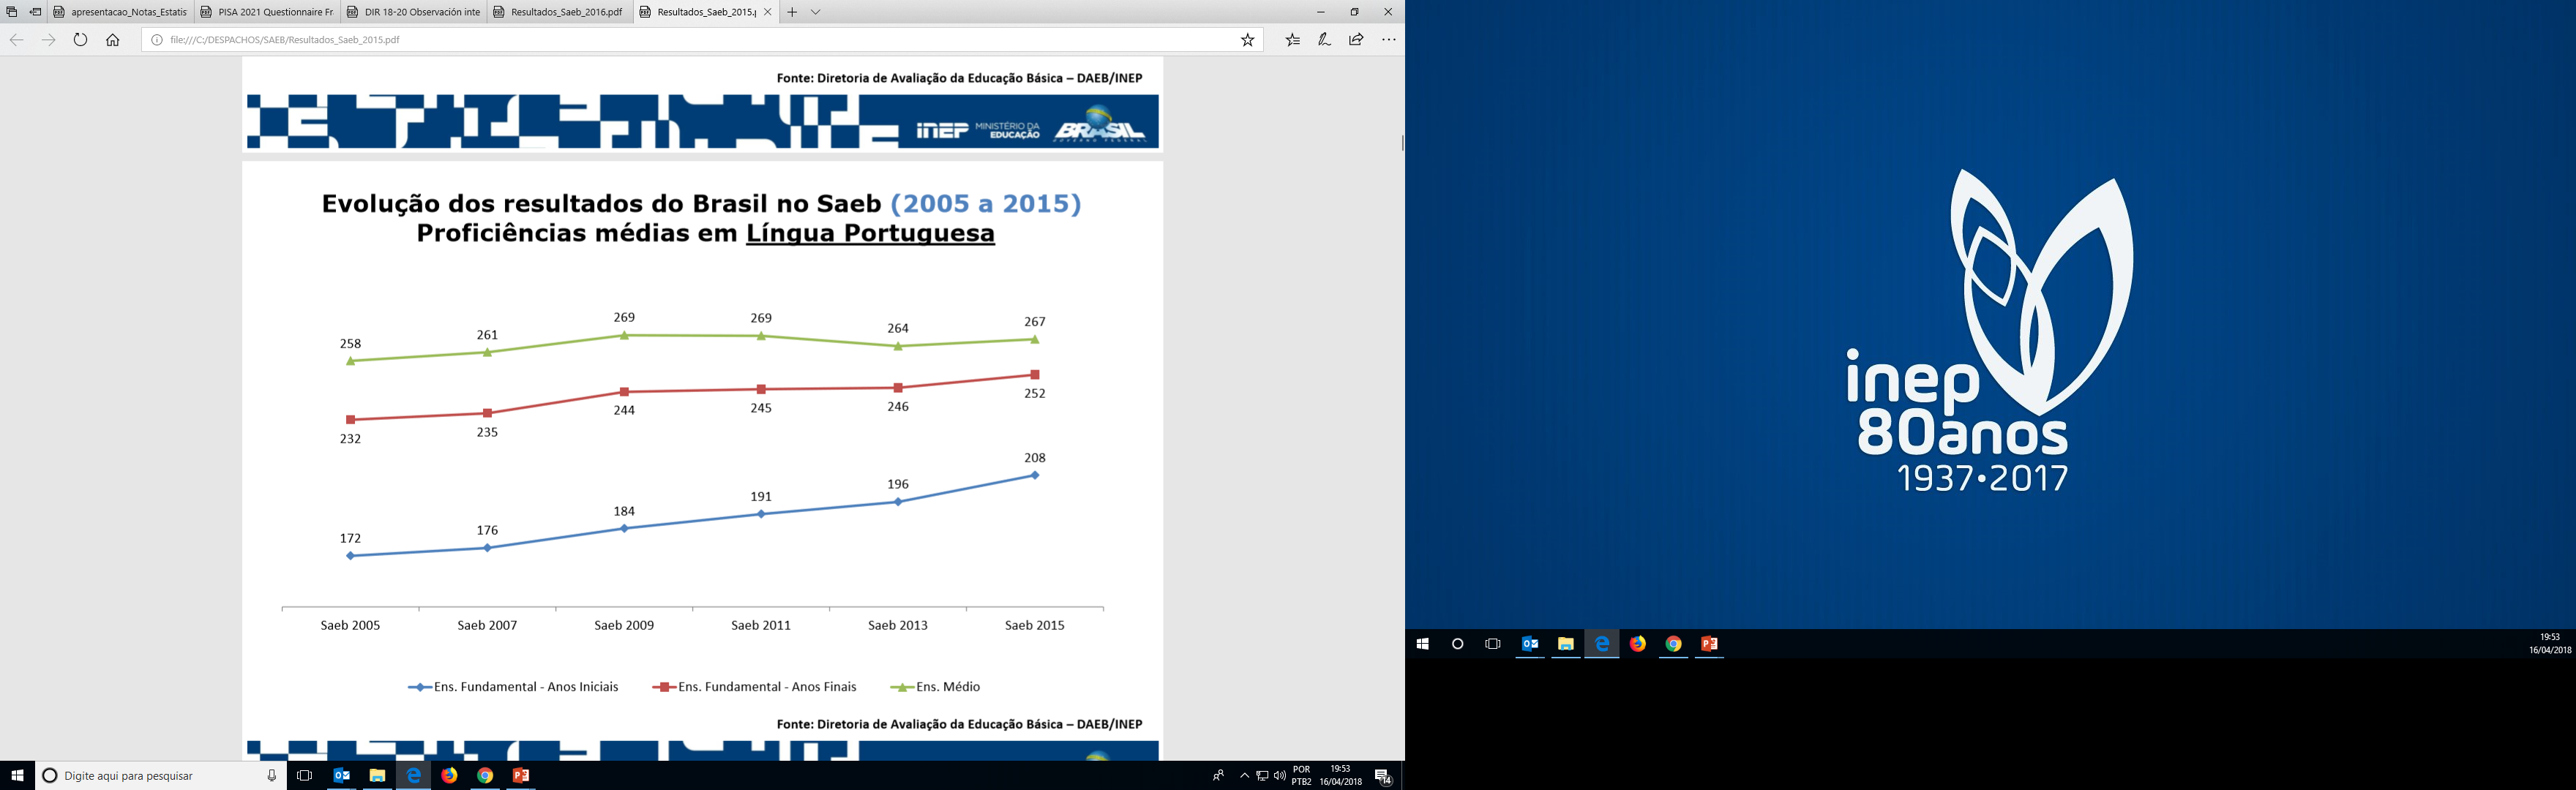 apresentacao_Notas_Estatis
PISA 2021 Questionnaire Fr
DIR 18-20 Observación inte
Resultados_Saeb_2016.pdf
Resultados_Saeb_2015.p
file:///C:/DESPACHOS/SAEB/Resultados_Saeb_2015.pdf
Fonte: Diretoria de Avaliação da Educação Básica – DAEB/INEP
inep MINISTÉRIO DA EDUCAÇÃO BRASIL
GOVERNO FEDERAL
Evolução dos resultados do Brasil no Saeb (2005 a 2015)
Proficiências médias em Língua Portuguesa
258 261 269 269 264 267
232 235 244 245 246 252
172 176 184 191 196 208
Saeb 2005 Saeb 2007 Saeb 2009 Saeb 2011 Saeb 2013 Saeb 2015
Ens. Fundamental - Anos Iniciais Ens. Fundamental - Anos Finais Ens. Médio
Fonte: Diretoria de Avaliação da Educação Básica – DAEB/INEP
Digite aqui para pesquisar
POR
PTB2
19:53
16/04/2018
14
inep
80anos
1937•2017
19:53
16/04/2018